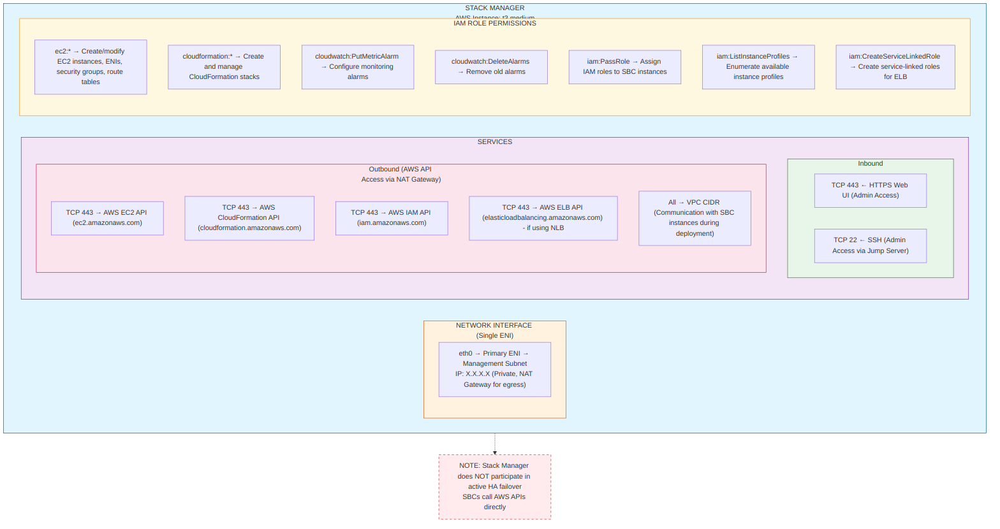 STACK MANAGER
AWS Instance: t3.medium
IAM ROLE PERMISSIONS
ec2:* → Create/modify
EC2 instances, ENIs,
security groups, route
tables
cloudformation:* → Create
and manage
CloudFormation stacks
cloudwatch:PutMetricAlarm
→ Configure monitoring
alarms
cloudwatch:DeleteAlarms
→ Remove old alarms
iam:PassRole → Assign
IAM roles to SBC instances
iam:ListInstanceProfiles →
Enumerate available
instance profiles
iam:CreateServiceLinkedRole
→ Create service-linked roles
for ELB
SERVICES
Outbound (AWS API
Access via NAT Gateway)
TCP 443 → AWS EC2 API
(ec2.amazonaws.com)
TCP 443 → AWS
CloudFormation API
(cloudformation.amazonaws.com)
TCP 443 → AWS IAM API
(iam.amazonaws.com)
TCP 443 → AWS ELB API
(elasticloadbalancing.amazonaws.com)
- if using NLB
All → VPC CIDR
(Communication with SBC
instances during
deployment)
Inbound
TCP 443 ← HTTPS Web
UI (Admin Access)
TCP 22 ← SSH (Admin
Access via Jump Server)
NETWORK INTERFACE
(Single ENI)
eth0 → Primary ENI →
Management Subnet
IP: X.X.X.X (Private, NAT
Gateway for egress)
NOTE: Stack Manager
does NOT participate in
active HA failover
SBCs call AWS APIs
directly